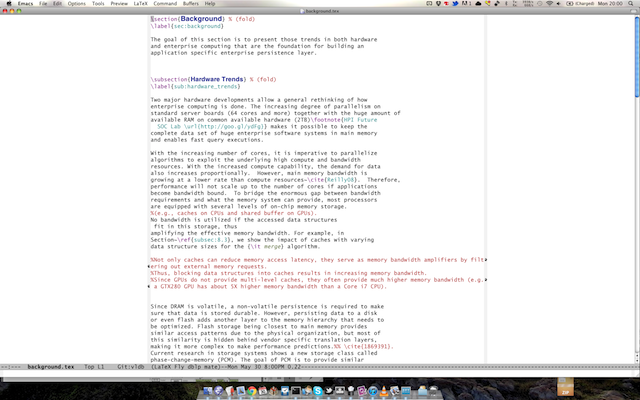 Emacs File Edit Options Tools Preview LaTeX Command Buffers Help (Charged) Mon 20:00
background.tex
\section{Background} % (fold)
\label{sec:background}
The goal of this section is to present those trends in both hardware
and enterprise computing that are the foundation for building an
application specific enterprise persistence layer.
\subsection{Hardware Trends} % (fold)
\label{sub:hardware_trends}
Two major hardware developments allow a general rethinking of how
enterprise computing is done. The increasing degree of parallelism on
standard server boards (64 cores and more) together with the huge amount of
available RAM on common available hardware (2TB)\footnote{HPI Future
SOC Lab \url{http://goo.gl/ydFgj}} makes it possible to keep the
complete data set of huge enterprise software systems in main memory
and enables fast query executions.
With the increasing number of cores, it is imperative to parallelize
algorithms to exploit the underlying high compute and bandwidth
resources. With the increased compute capability, the demand for data
also increases proportionally. However, main memory bandwidth is
growing at a lower rate than compute resources~\cite{Reilly08}. Therefore,
performance will not scale up to the number of cores if applications
become bandwidth bound. To bridge the enormous gap between bandwidth
requirements and what the memory system can provide, most processors
are equipped with several levels of on-chip memory storage.
%(e.g., caches on CPUs and shared buffer on GPUs).
No bandwidth is utilized if the accessed data structures
fit in this storage, thus
amplifying the effective memory bandwidth. For example, in
Section~\ref{subsec:8.3}, we show the impact of caches with varying
data structure sizes for the {\it merge} algorithm.
%Not only caches can reduce memory access latency, they serve as memory bandwidth amplifiers by filt
ering out external memory requests.
%Thus, blocking data structures into caches results in increasing memory bandwidth.
%Since GPUs do not provide multi-level caches, they often provide much higher memory bandwidth (e.g.
a GTX280 GPU has about 5X higher memory bandwidth than a Core i7 CPU).
Since DRAM is volatile, a non-volatile persistence is required to make
sure that data is stored durable. However, persisting data to a disk
or even flash adds another layer to the memory hierarchy that needs to
be optimized. Flash storage being closest to main memory provides
similar access patterns due to the physical organization, but most of
this similarity is hidden behind vendor specific translation layers,
making it more complex to make performance predictions.%% \cite{1869391}.
Current research in storage systems shows a new storage class called
phase-change-memory (PCM). The goal of PCM is to provide similar
background.tex Top L1 Git:vldb (LaTeX Fly db1p mate)--Mon May 30 8:00PM 0.22
ZIP